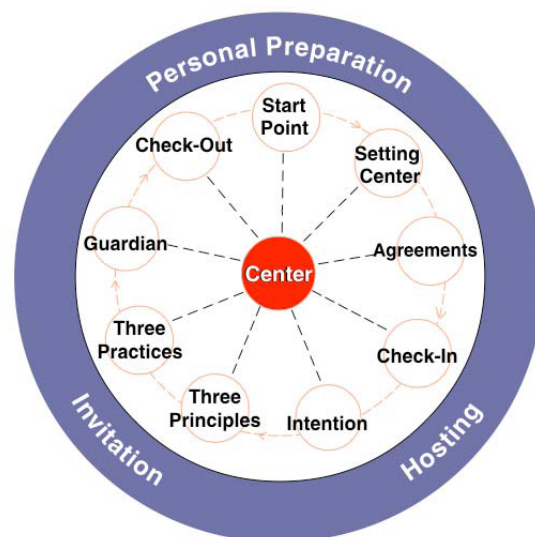 Personal Preparation
Start
Point
Check-Out
Setting
Center
Guardian
Agreements
Center
Three
Practices
Check-In
Three
Principles
Intention
Invitation
Hosting